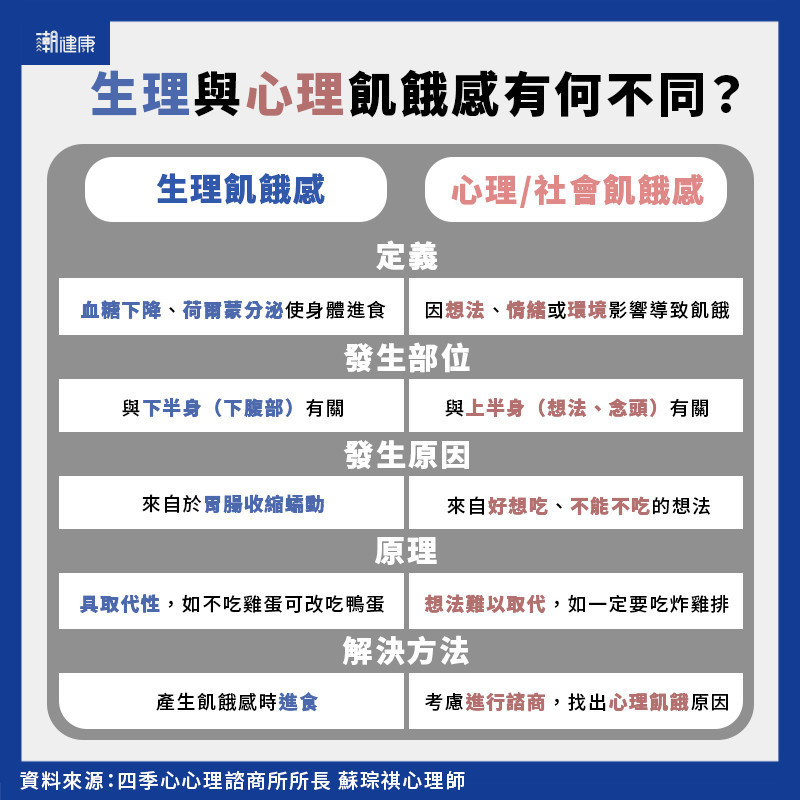 潮健康
生理與心理飢餓感有何不同？
生理飢餓感
心理/社會飢餓感
定義
血糖下降、荷爾蒙分泌使身體進食
因想法、情緒或環境影響導致飢餓
發生部位
與下半身（下腹部）有關
與上半身（想法、念頭）有關
發生原因
來自於胃腸收縮蠕動
來自好想吃、不能不吃的想法
原理
具取代性，如不吃雞蛋可改吃鴨蛋
想法難以取代，如一定要吃炸雞排
解決方法
產生飢餓感時進食
考慮進行諮商，找出心理飢餓原因
資料來源：四季心心理諮商所所長 蘇琮祺心理師